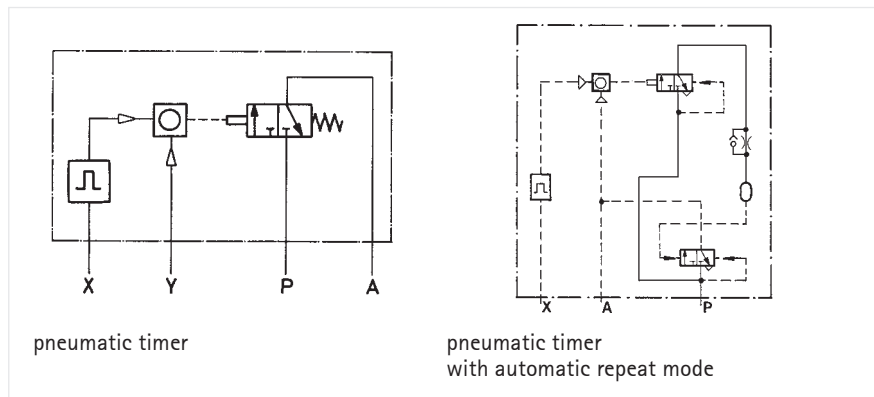 X Y P A
pneumatic timer
X A P
pneumatic timer
with automatic repeat mode